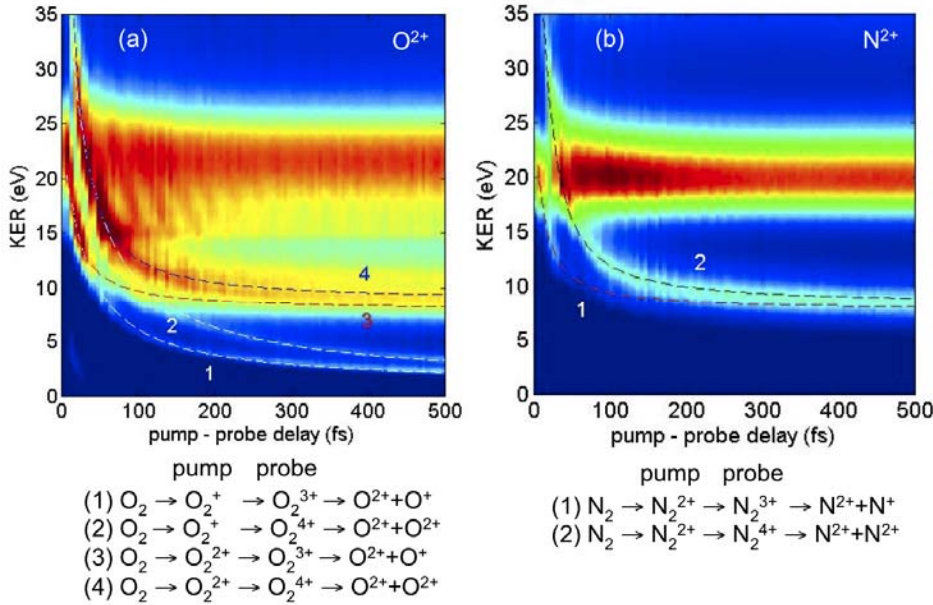 (a) O²⁺
KER (eV)
35
30
25
20
15
10
5
0
4
3
2
1
0 100 200 300 400 500
pump - probe delay (fs)
(b) N²⁺
KER (eV)
35
30
25
20
15
10
5
0
2
1
0 100 200 300 400 500
pump - probe delay (fs)
pump probe
(1) O₂ → O₂⁺ → O₂³⁺ → O²⁺+O⁺
(2) O₂ → O₂⁺ → O₂⁴⁺ → O²⁺+O²⁺
(3) O₂ → O₂²⁺ → O₂³⁺ → O²⁺+O⁺
(4) O₂ → O₂²⁺ → O₂⁴⁺ → O²⁺+O²⁺
pump probe
(1) N₂ → N₂²⁺ → N₂³⁺ → N²⁺+N⁺
(2) N₂ → N₂²⁺ → N₂⁴⁺ → N²⁺+N²⁺